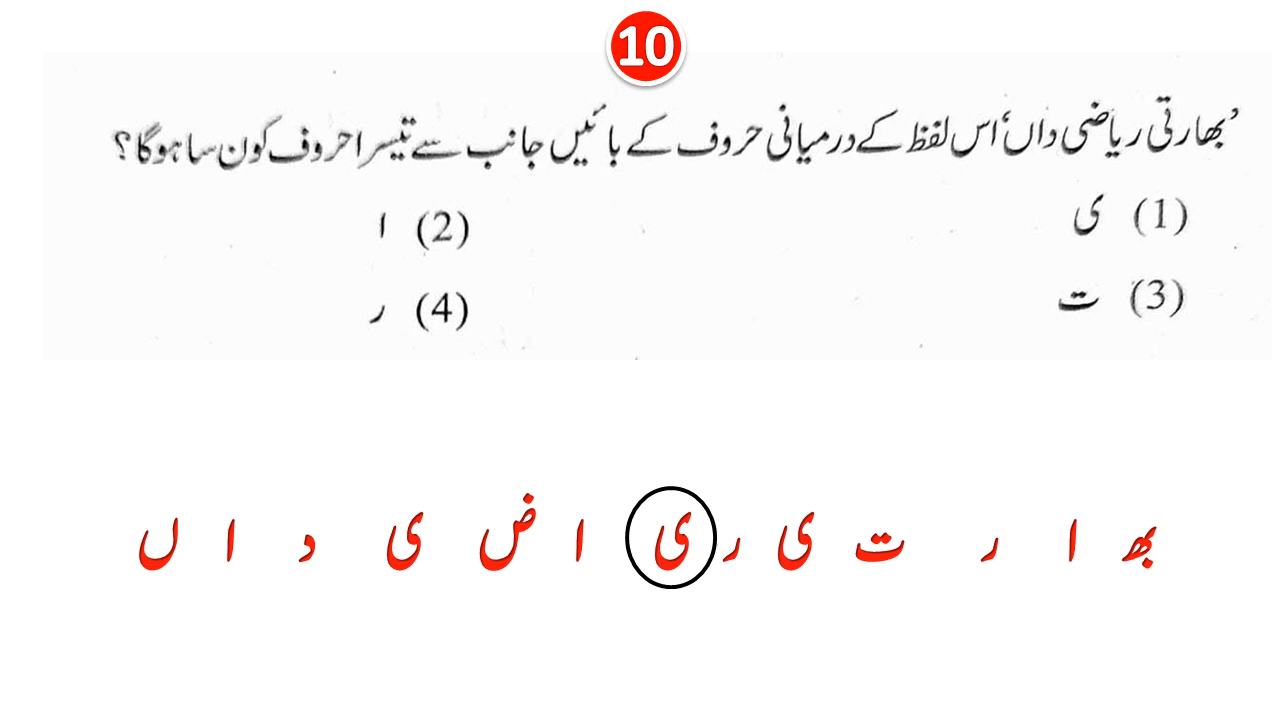 10
’بھارتی ریاضی داں‘ اس لفظ کے درمیانی حروف کے بائیں جانب سے تیسرا حروف کون سا ہوگا؟
(1) ی (2) ا
(3) ت (4) ر
بھ ا ر ت ی ر ی ا ض ی د ا ں